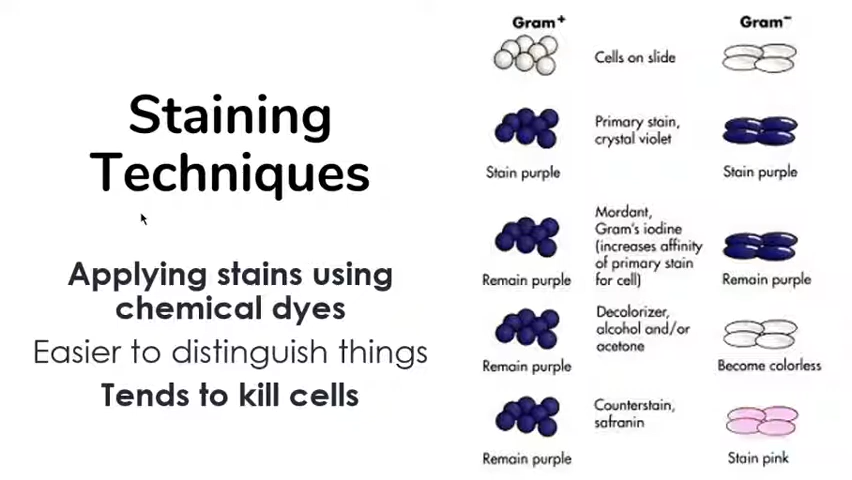 Staining
Techniques
Applying stains using
chemical dyes
Easier to distinguish things
Tends to kill cells
Gram+
Gram−
Cells on slide
Primary stain,
crystal violet
Stain purple
Stain purple
Mordant,
Gram's iodine
(increases affinity
of primary stain
for cell)
Remain purple
Remain purple
Decolorizer,
alcohol and/or
acetone
Remain purple
Become colorless
Counterstain,
safranin
Remain purple
Stain pink